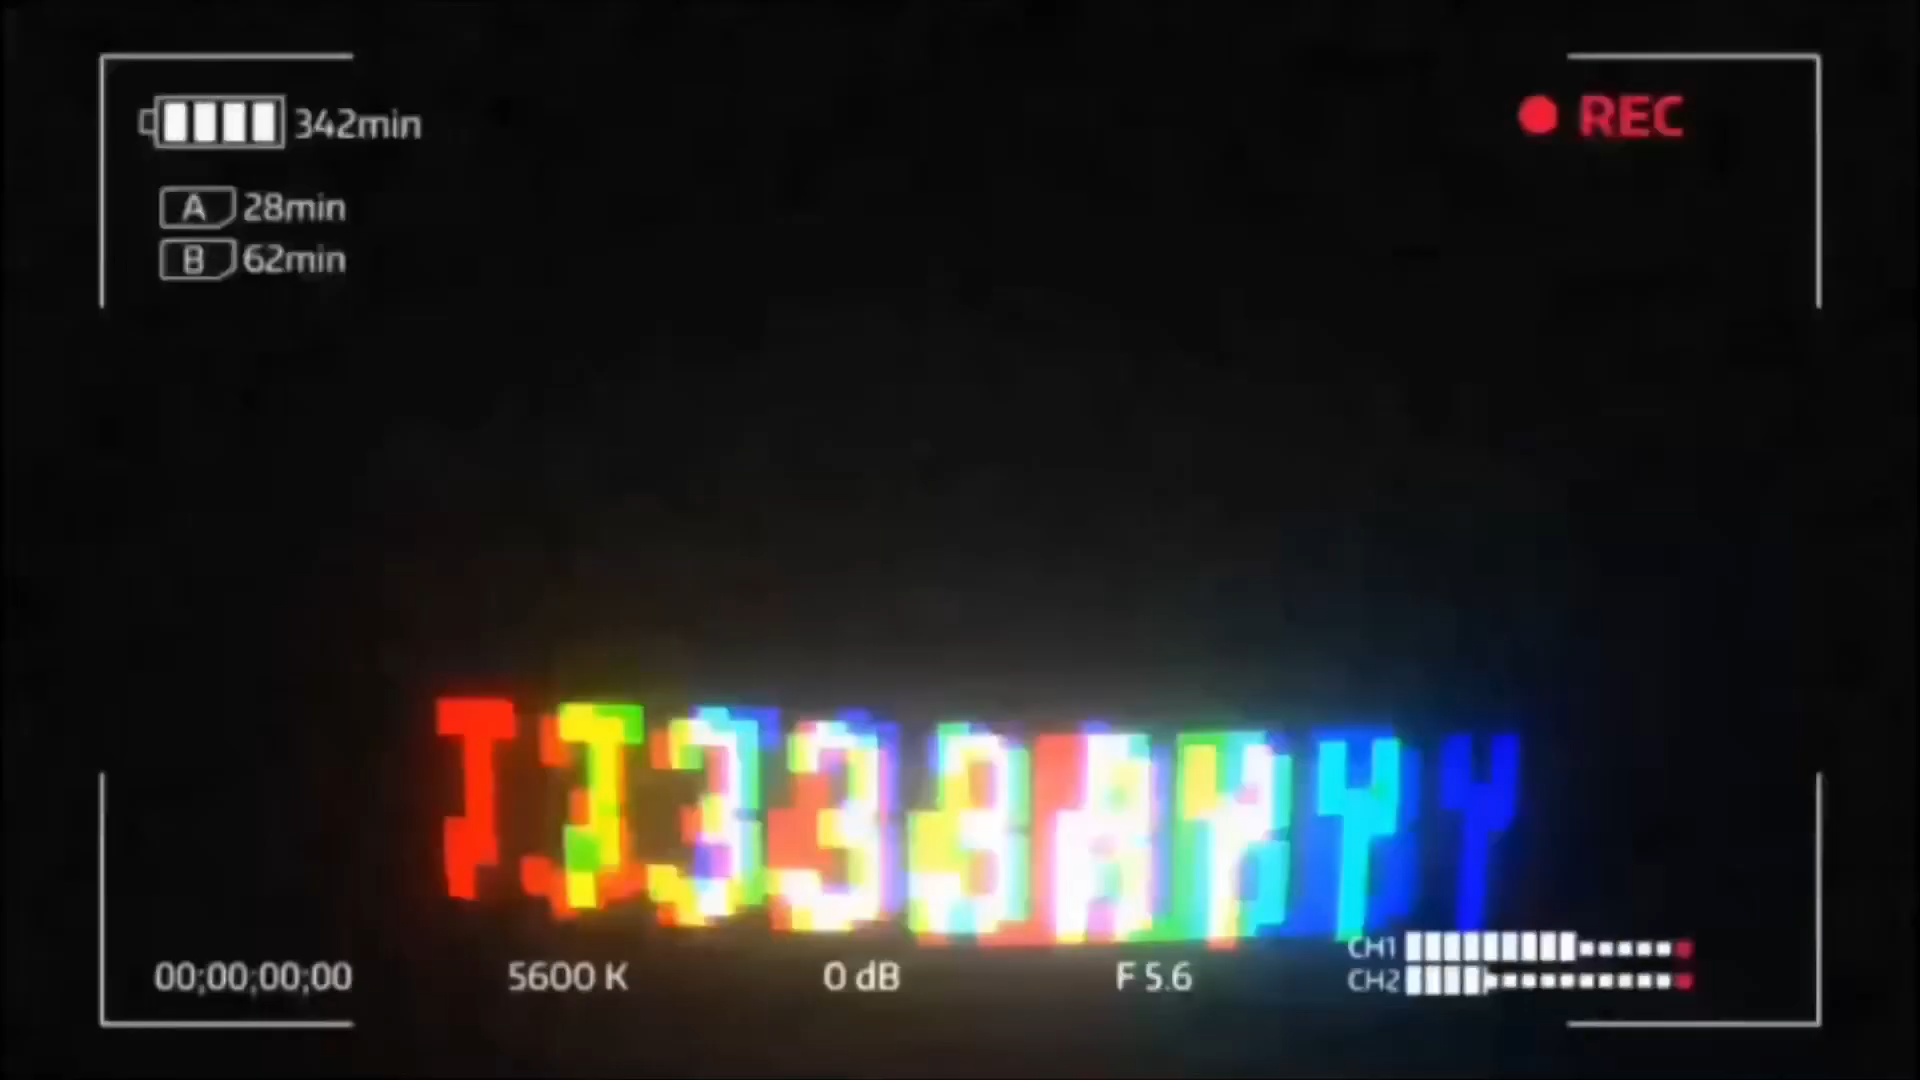 342min
REC
A 28min
B 62min
00;00;00;00
5600 K
0 dB
F 5.6
CH1
CH2